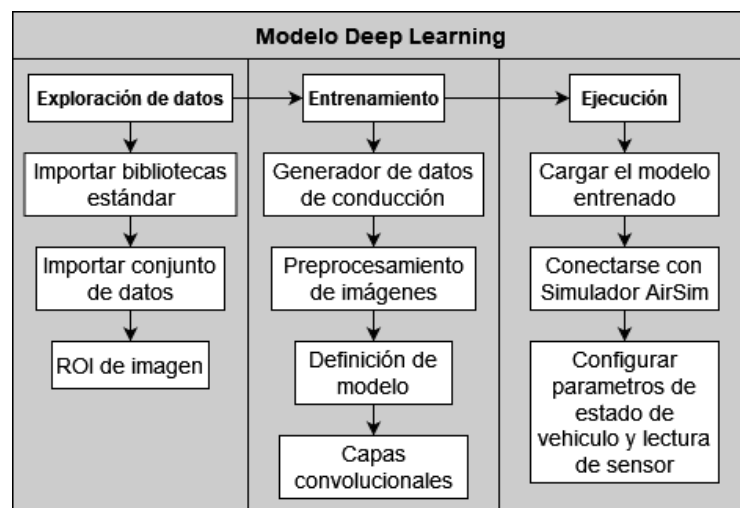 Modelo Deep Learning
Exploración de datos
Importar bibliotecas
estándar
Importar conjunto
de datos
ROI de imagen
Entrenamiento
Generador de datos
de conducción
Preprocesamiento
de imágenes
Definición de
modelo
Capas
convolucionales
Ejecución
Cargar el modelo
entrenado
Conectarse con
Simulador AirSim
Configurar
parametros de
estado de
vehiculo y lectura
de sensor